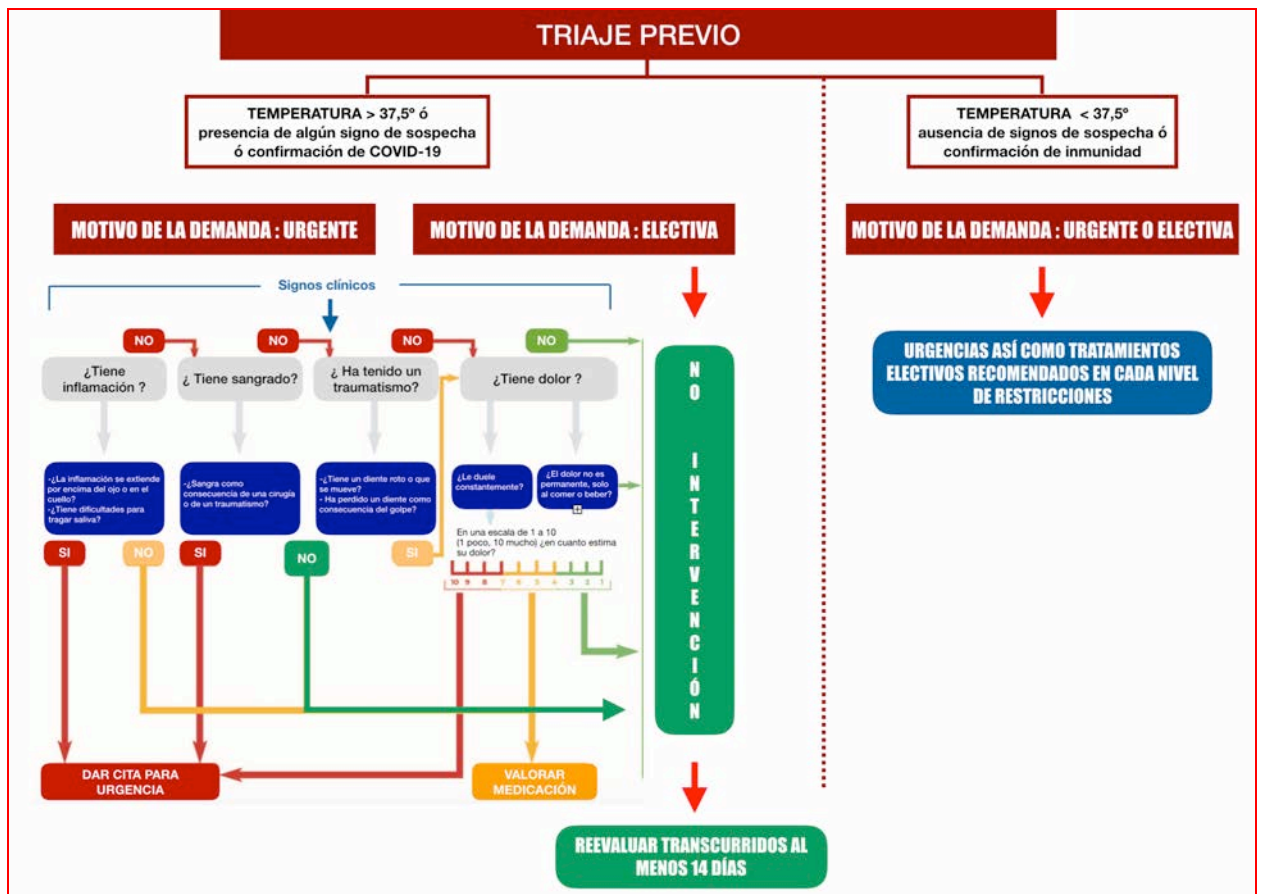 TRIAJE PREVIO
TEMPERATURA > 37,5º ó
presencia de algún signo de sospecha
ó confirmación de COVID-19
TEMPERATURA < 37,5º
ausencia de signos de sospecha ó
confirmación de inmunidad
MOTIVO DE LA DEMANDA : URGENTE
MOTIVO DE LA DEMANDA : ELECTIVA
MOTIVO DE LA DEMANDA : URGENTE O ELECTIVA
Signos clínicos
NO
NO
NO
NO
¿Tiene
inflamación ?
¿ Tiene sangrado?
¿ Ha tenido un
traumatismo?
¿Tiene dolor ?
-¿La inflamación se extiende
por encima del ojo o en el
cuello?
-¿Tiene dificultades para
tragar saliva?
-¿Sangra como
consecuencia de una cirugía
o de un traumatismo?
-¿Tiene un diente roto o que
se mueve?
- Ha perdido un diente como
consecuencia del golpe?
¿Le duele
constantemente?
¿El dolor no es
permanente, solo
al comer o beber?
En una escala de 1 a 10
(1 poco, 10 mucho) ¿en cuanto estima
su dolor?
SI
NO
SI
NO
SI
10 9 8 7 6 5 4 3 2 1
NO INTERVENCIÓN
URGENCIAS ASÍ COMO TRATAMIENTOS
ELECTIVOS RECOMENDADOS EN CADA NIVEL
DE RESTRICCIONES
DAR CITA PARA
URGENCIA
VALORAR
MEDICACIÓN
REEVALUAR TRANSCURRIDOS AL
MENOS 14 DÍAS